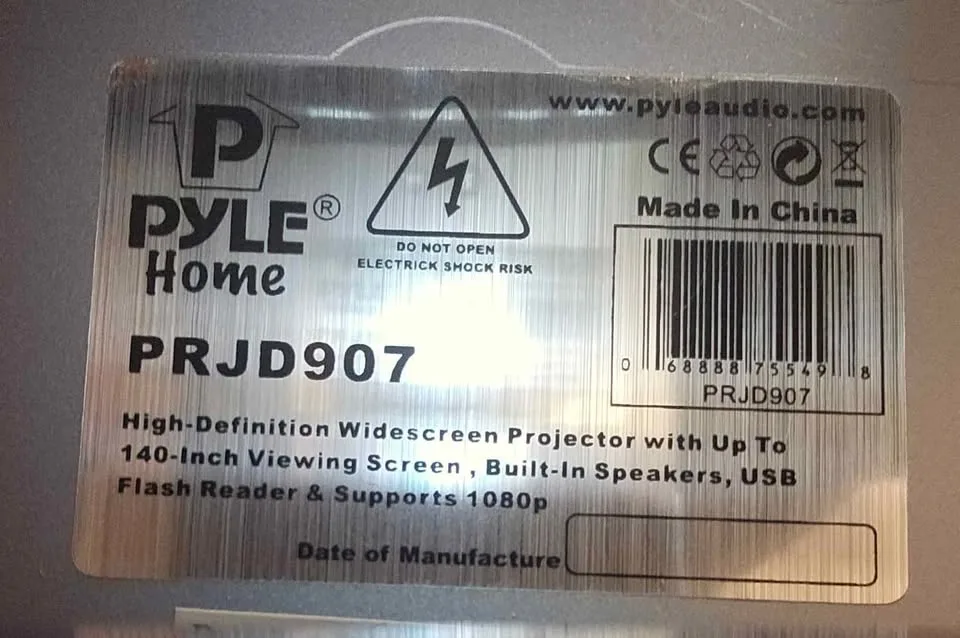 P
PYLE®
Home
DO NOT OPEN
ELECTRICK SHOCK RISK
www.pyleaudio.com
CE
Made In China
0 68888 75549 8
PRJD907
PRJD907
High-Definition Widescreen Projector with Up To
140-Inch Viewing Screen , Built-In Speakers, USB
Flash Reader & Supports 1080p
Date of Manufacture